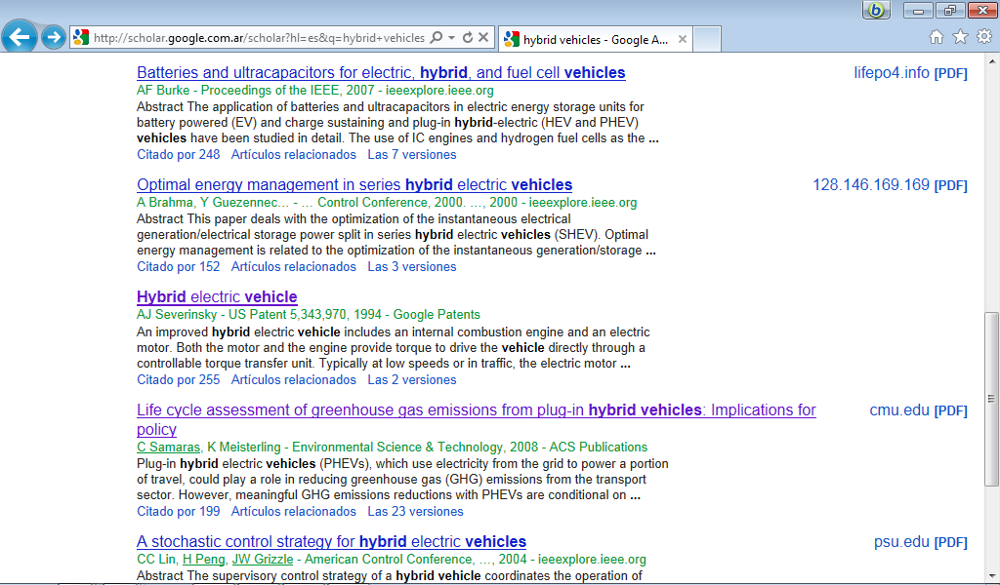 http://scholar.google.com.ar/scholar?hl=es&q=hybrid+vehicles
hybrid vehicles - Google A...
Batteries and ultracapacitors for electric, hybrid, and fuel cell vehicles
lifepo4.info [PDF]
AF Burke - Proceedings of the IEEE, 2007 - ieeexplore.ieee.org
Abstract The application of batteries and ultracapacitors in electric energy storage units for
battery powered (EV) and charge sustaining and plug-in hybrid-electric (HEV and PHEV)
vehicles have been studied in detail. The use of IC engines and hydrogen fuel cells as the ...
Citado por 248 Artículos relacionados Las 7 versiones
Optimal energy management in series hybrid electric vehicles
128.146.169.169 [PDF]
A Brahma, Y Guezennec... - ... Control Conference, 2000. ..., 2000 - ieeexplore.ieee.org
Abstract This paper deals with the optimization of the instantaneous electrical
generation/electrical storage power split in series hybrid electric vehicles (SHEV). Optimal
energy management is related to the optimization of the instantaneous generation/storage ...
Citado por 152 Artículos relacionados Las 3 versiones
Hybrid electric vehicle
AJ Severinsky - US Patent 5,343,970, 1994 - Google Patents
An improved hybrid electric vehicle includes an internal combustion engine and an electric
motor. Both the motor and the engine provide torque to drive the vehicle directly through a
controllable torque transfer unit. Typically at low speeds or in traffic, the electric motor ...
Citado por 255 Artículos relacionados Las 2 versiones
Life cycle assessment of greenhouse gas emissions from plug-in hybrid vehicles: Implications for
policy
cmu.edu [PDF]
C Samaras, K Meisterling - Environmental Science & Technology, 2008 - ACS Publications
Plug-in hybrid electric vehicles (PHEVs), which use electricity from the grid to power a portion
of travel, could play a role in reducing greenhouse gas (GHG) emissions from the transport
sector. However, meaningful GHG emissions reductions with PHEVs are conditional on ...
Citado por 199 Artículos relacionados Las 23 versiones
A stochastic control strategy for hybrid electric vehicles
psu.edu [PDF]
CC Lin, H Peng, JW Grizzle - American Control Conference, ..., 2004 - ieeexplore.ieee.org
Abstract The supervisory control strategy of a hybrid vehicle coordinates the operation of